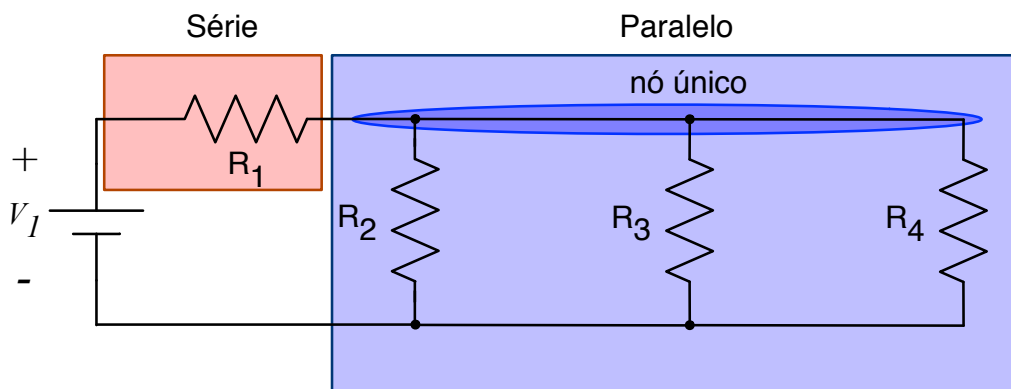 Série
Paralelo
nó único
R1
+
V1
-
R2
R3
R4